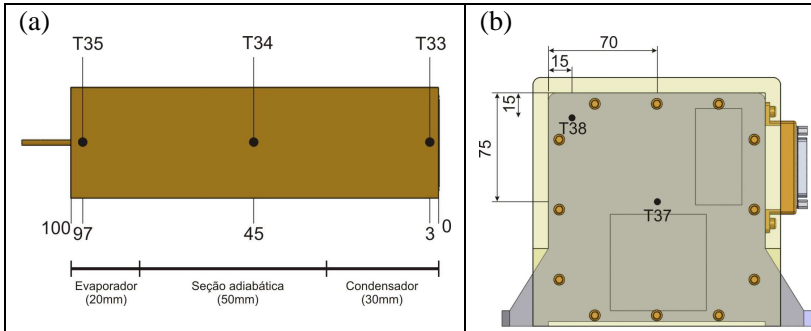 (a)
T35 T34 T33
100 97 45 3 0
Evaporador Seção adiabática Condensador
(20mm) (50mm) (30mm)
(b)
70
15
15
75
T38
T37